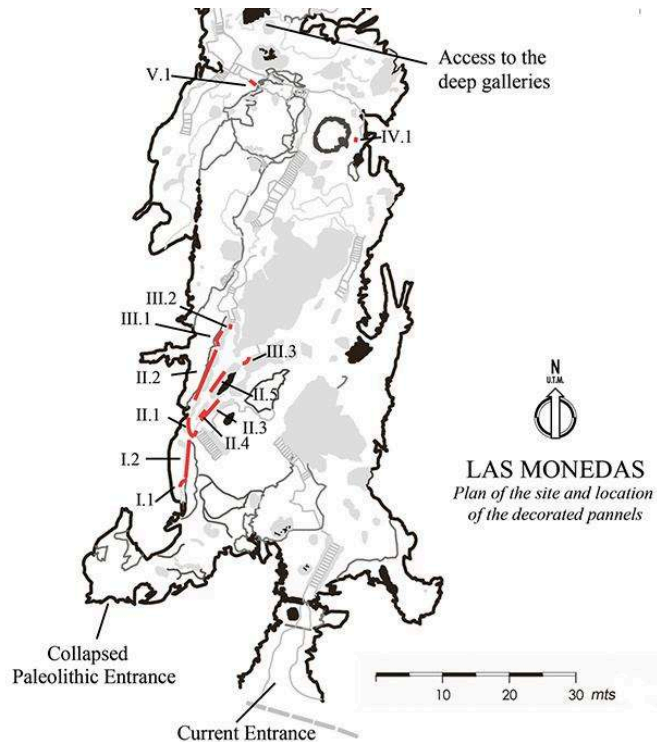 Access to the
deep galleries
V.1
IV.1
III.2
III.1
III.3
II.2
II.5
II.1
II.3
II.4
I.2
I.1
N
U.T.M.
LAS MONEDAS
Plan of the site and location
of the decorated pannels
Collapsed
Paleolithic Entrance
10 20 30 mts
Current Entrance